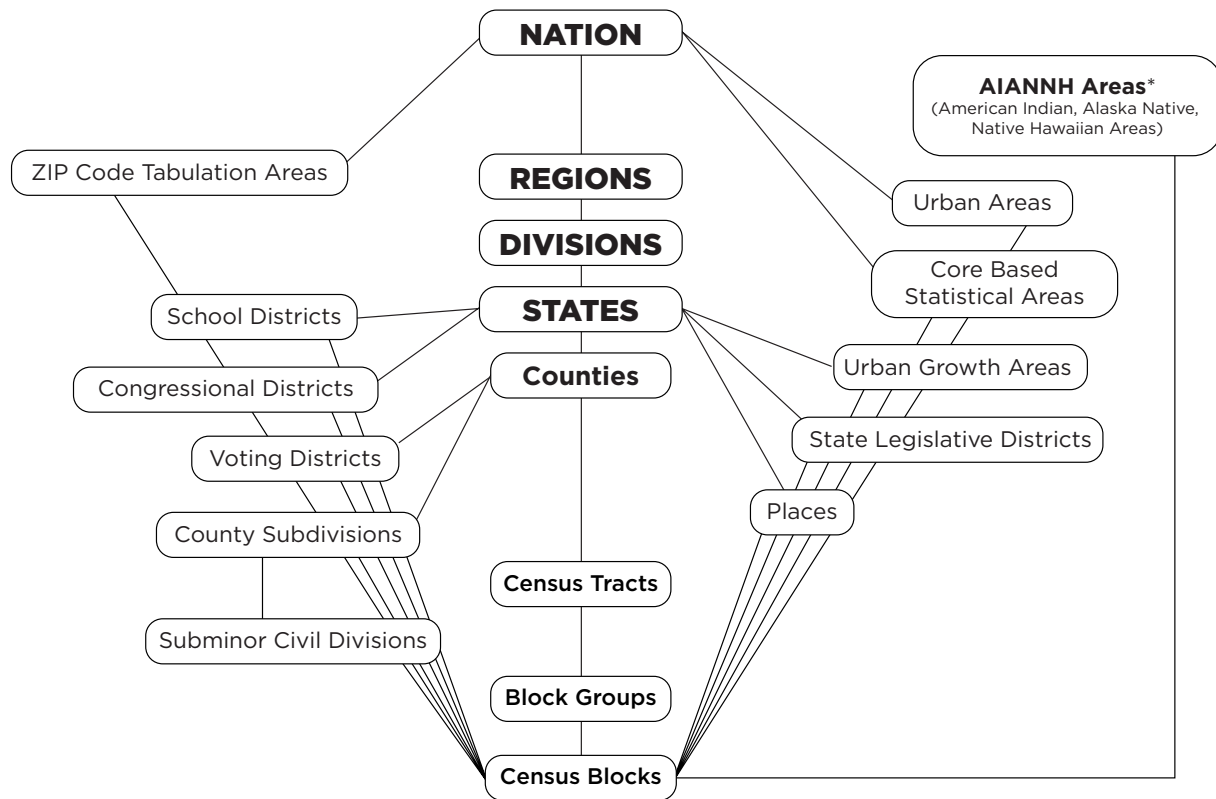 NATION
AIANNH Areas*
(American Indian, Alaska Native,
Native Hawaiian Areas)
ZIP Code Tabulation Areas
REGIONS
Urban Areas
DIVISIONS
Core Based
Statistical Areas
School Districts
STATES
Congressional Districts
Counties
Urban Growth Areas
Voting Districts
State Legislative Districts
County Subdivisions
Places
Census Tracts
Subminor Civil Divisions
Block Groups
Census Blocks